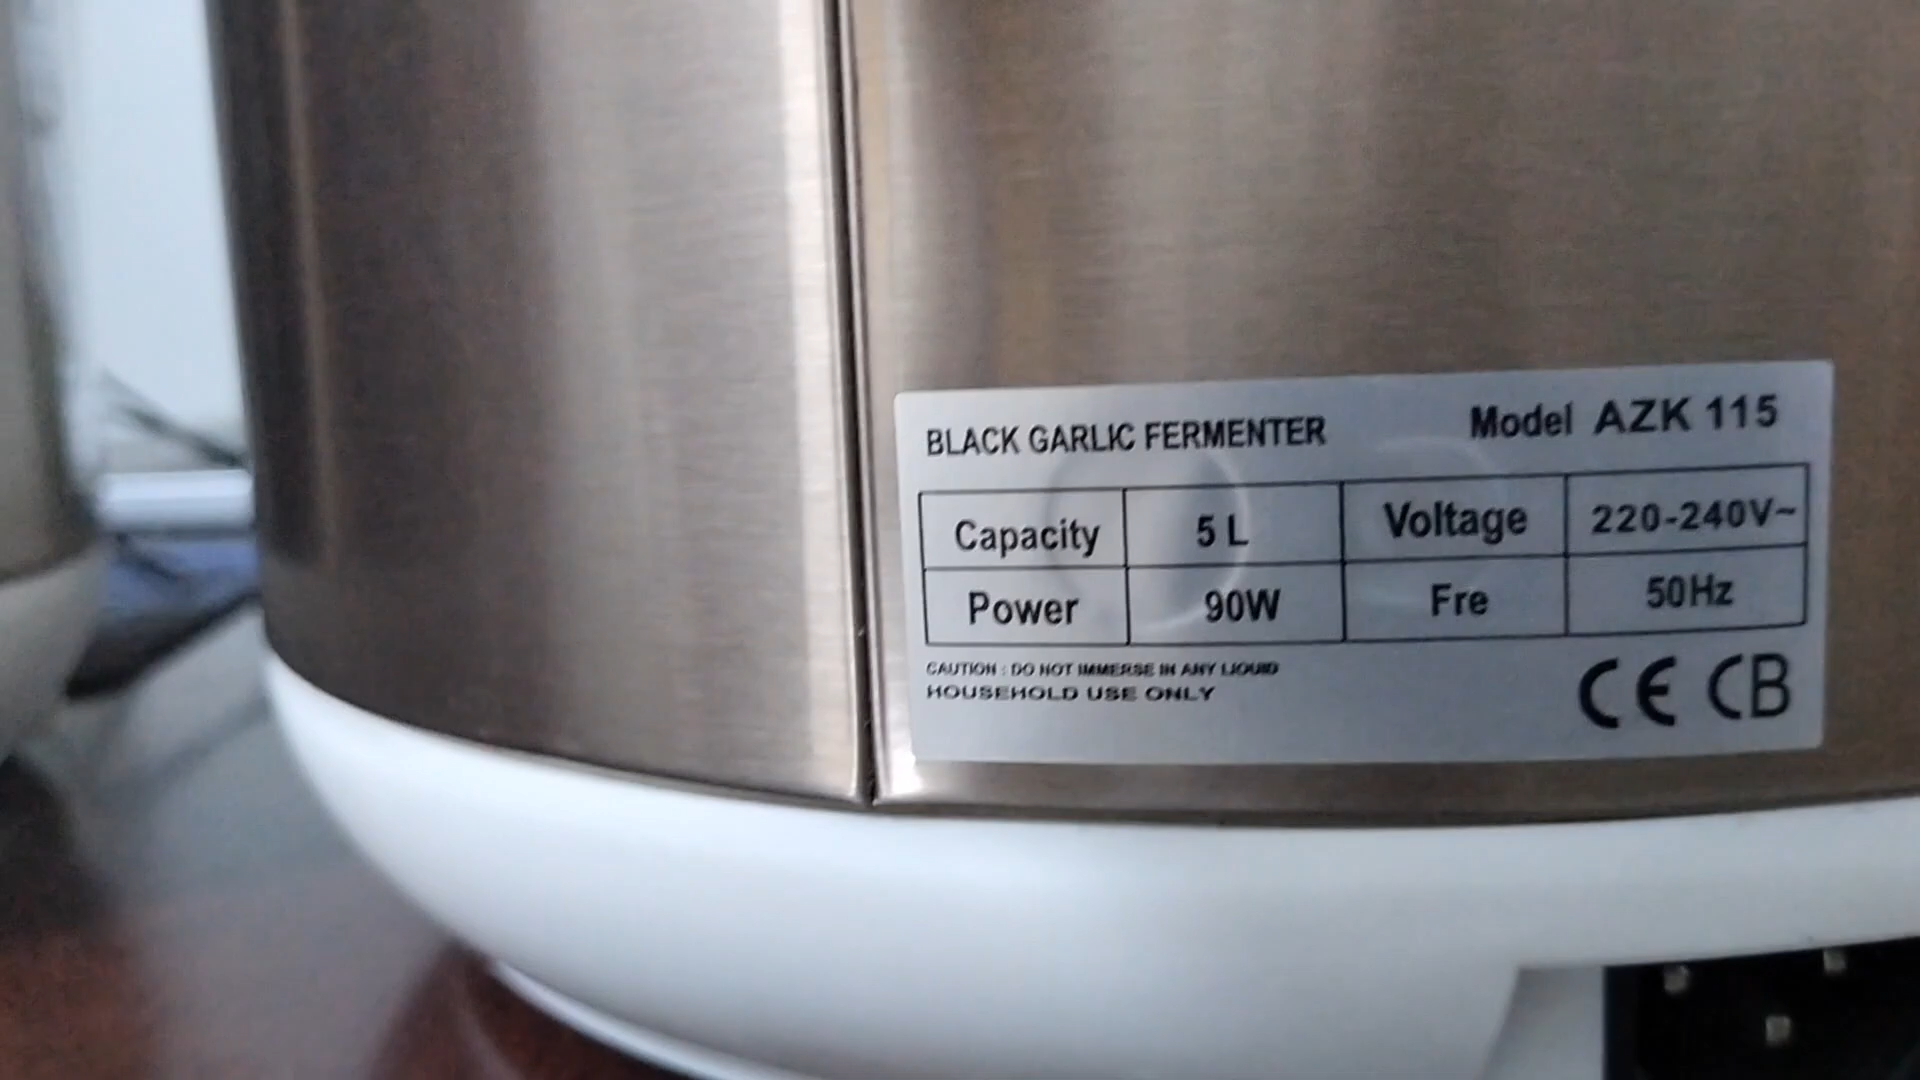 BLACK GARLIC FERMENTER Model AZK 115
Capacity 5 L Voltage 220-240V~
Power 90W Fre 50Hz
CAUTION : DO NOT IMMERSE IN ANY LIQUID
HOUSEHOLD USE ONLY
CE CB